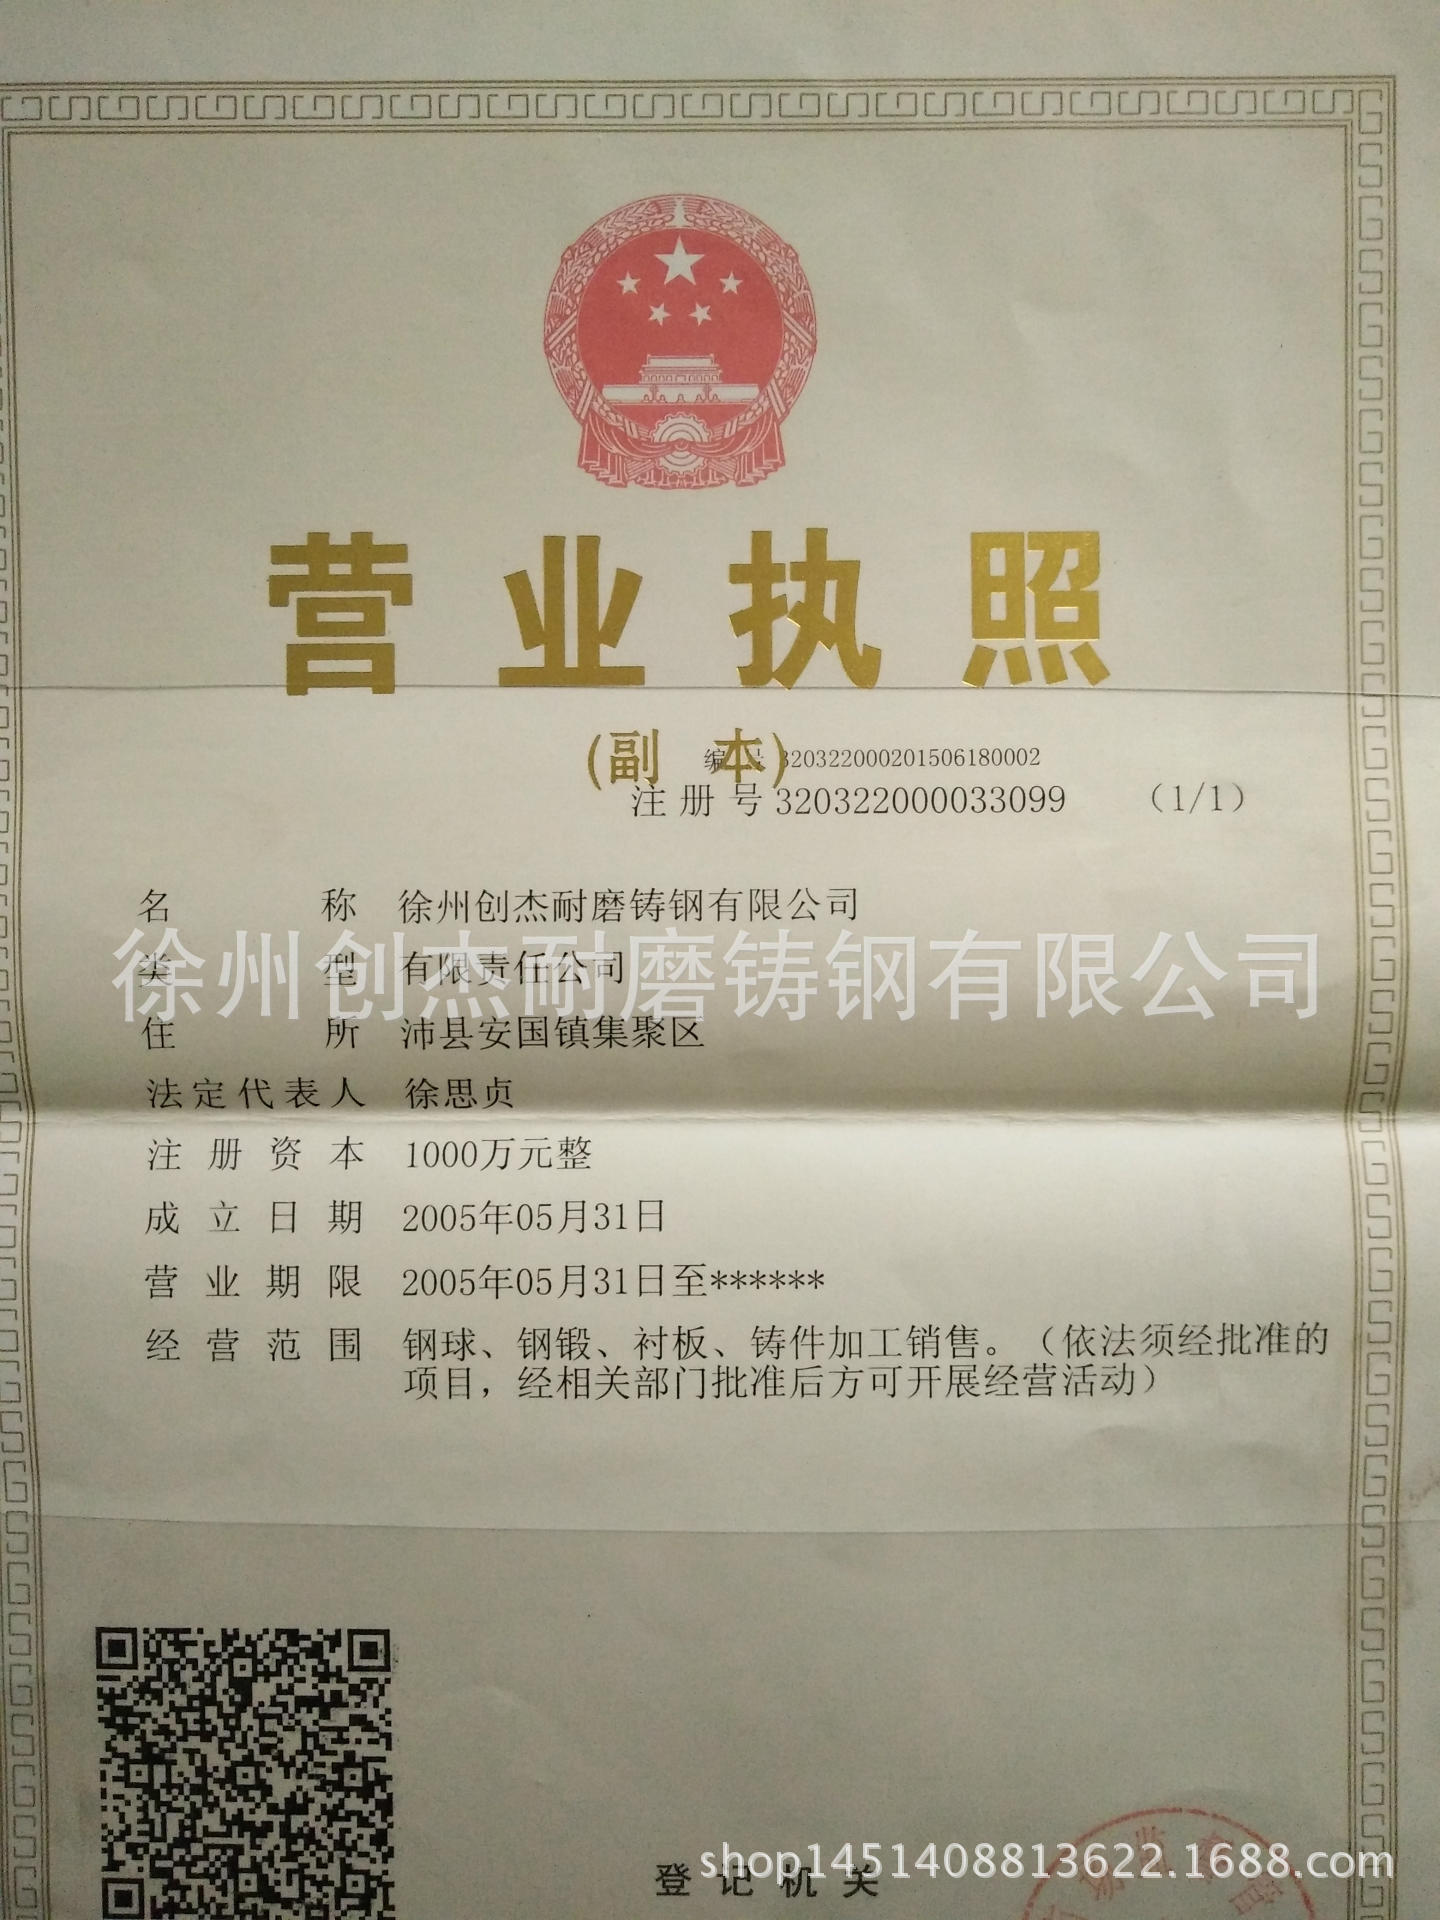 营业执照
(副本)
编号 320322000201506180002
注册号 320322000033099 （1/1）
名称 徐州创杰耐磨铸钢有限公司
徐州创杰耐磨铸钢有限公司
类型 有限责任公司
住所 沛县安国镇集聚区
法定代表人 徐思贞
注册资本 1000万元整
成立日期 2005年05月31日
营业期限 2005年05月31日至******
经营范围 钢球、钢锻、衬板、铸件加工销售。（依法须经批准的
项目，经相关部门批准后方可开展经营活动）
shop1451408813622.1688.com
登记机关